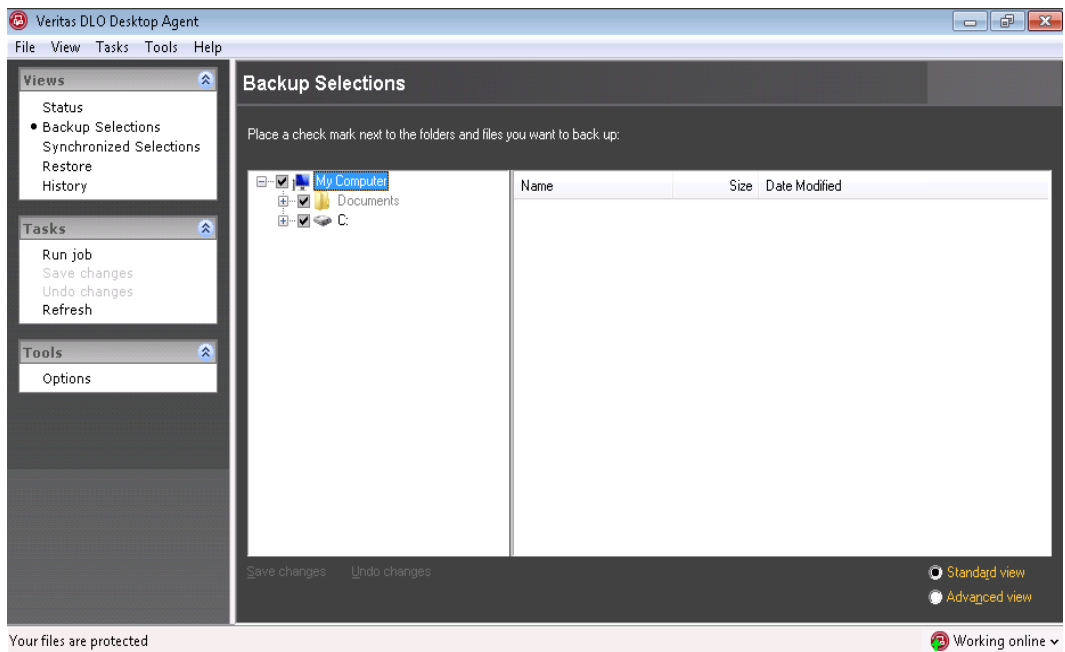 Veritas DLO Desktop Agent
File View Tasks Tools Help
Views
Status
Backup Selections
Synchronized Selections
Restore
History
Tasks
Run job
Save changes
Undo changes
Refresh
Tools
Options
Backup Selections
Place a check mark next to the folders and files you want to back up:
My Computer
Documents
C:
Name Size Date Modified
Save changes Undo changes
Standard view
Advanced view
Your files are protected
Working online